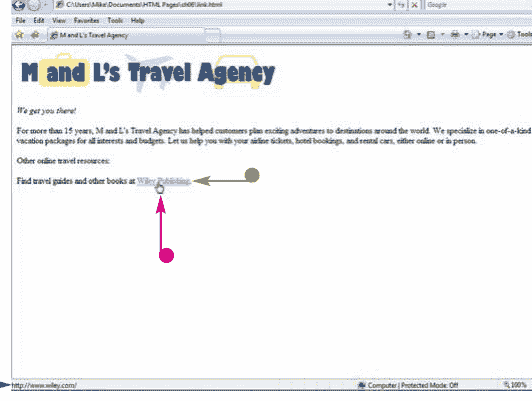 C:\Users\Mike\Documents\HTML Pages\ch06\link.html
Google
File Edit View Favorites Tools Help
M and L's Travel Agency
Page
Tools
M and L's Travel Agency
We get you there!
For more than 15 years, M and L's Travel Agency has helped customers plan exciting adventures to destinations around the world. We specialize in one-of-a-kind
vacation packages for all interests and budgets. Let us help you with your airline tickets, hotel bookings, and rental cars, either online or in person.
Other online travel resources:
Find travel guides and other books at Wiley Publishing.
http://www.wiley.com/
Computer | Protected Mode: Off
100%